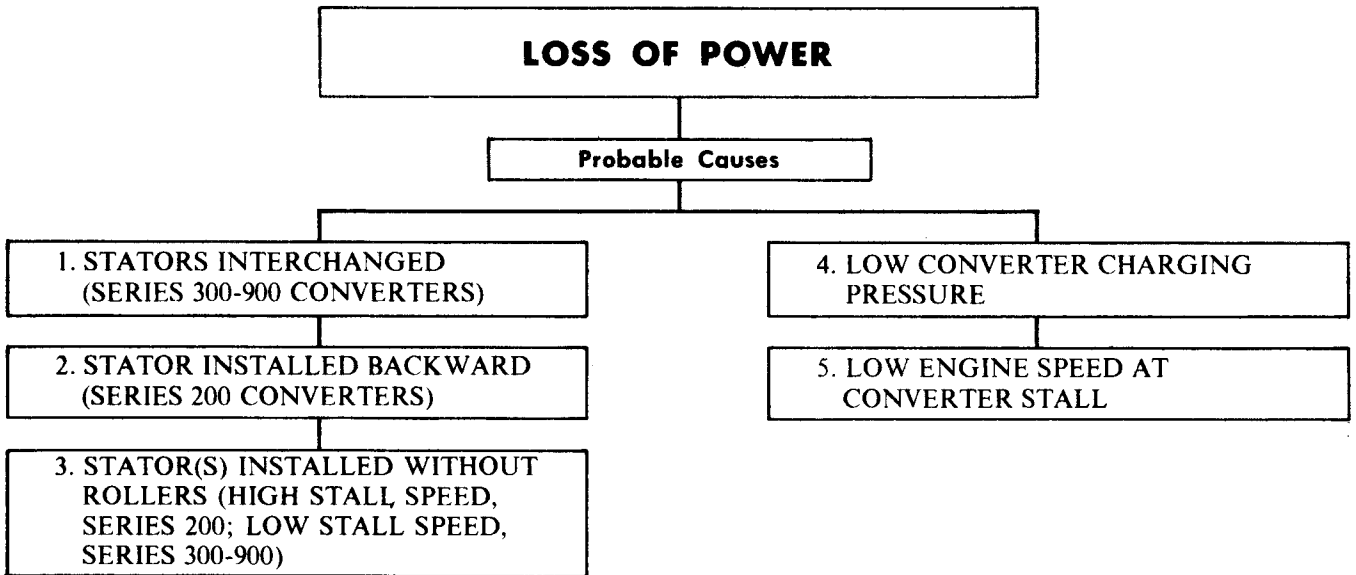 LOSS OF POWER
Probable Causes
1. STATORS INTERCHANGED
(SERIES 300-900 CONVERTERS)
2. STATOR INSTALLED BACKWARD
(SERIES 200 CONVERTERS)
3. STATOR(S) INSTALLED WITHOUT
ROLLERS (HIGH STALL SPEED,
SERIES 200; LOW STALL SPEED,
SERIES 300-900)
4. LOW CONVERTER CHARGING
PRESSURE
5. LOW ENGINE SPEED AT
CONVERTER STALL